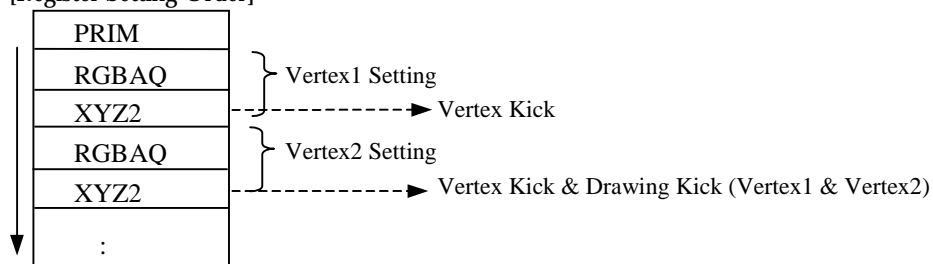 [Register Setting Order]
PRIM
RGBAQ
Vertex1 Setting
XYZ2
Vertex Kick
RGBAQ
Vertex2 Setting
XYZ2
Vertex Kick & Drawing Kick (Vertex1 & Vertex2)
: